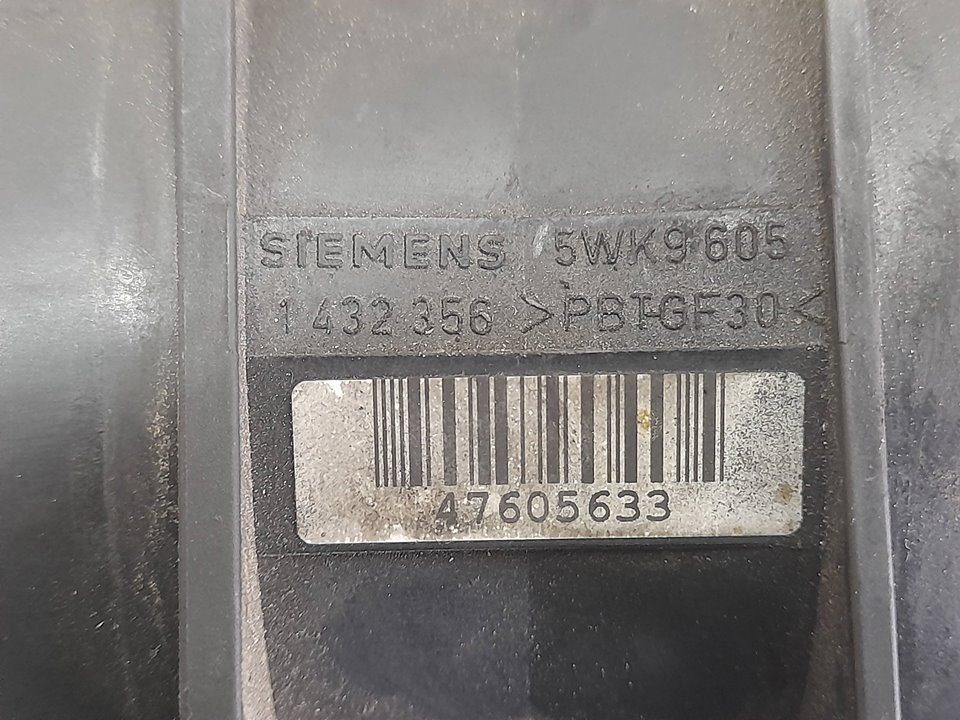 SIEMENS 5WK9 605
1 432 356 >PBT-GF30<
47605633